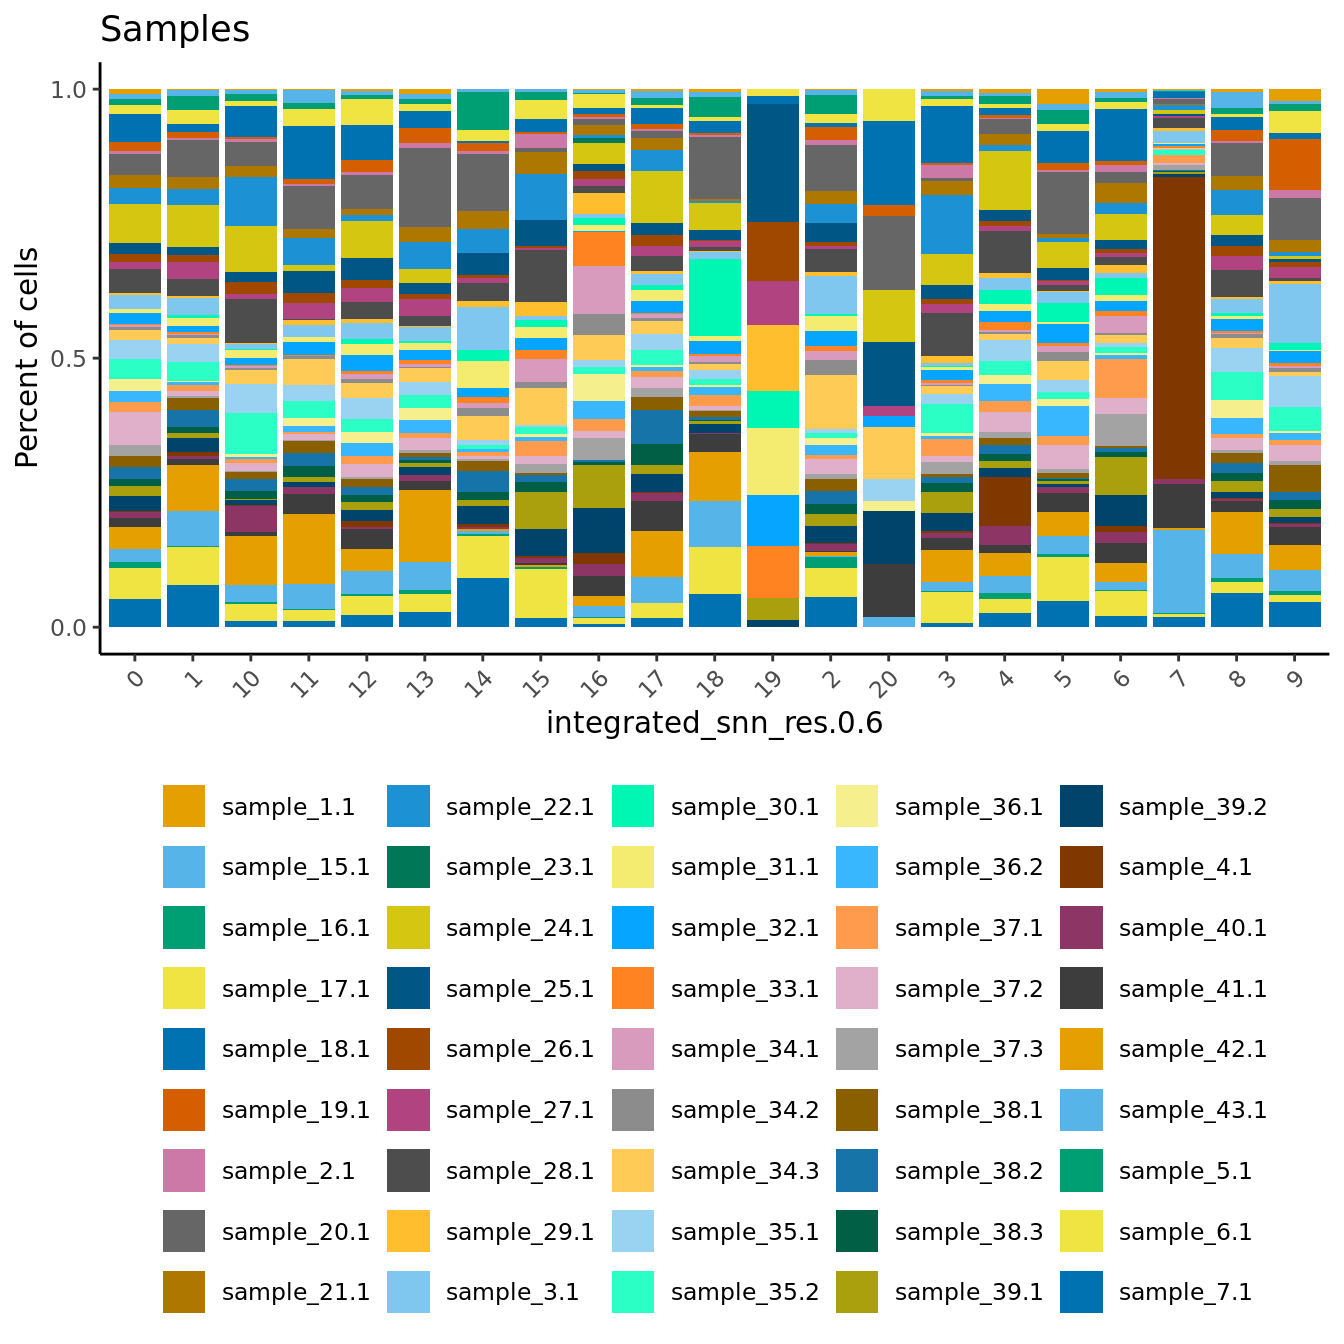 Samples
1.0
0.5
0.0
Percent of cells
0 1 10 11 12 13 14 15 16 17 18 19 2 20 3 4 5 6 7 8 9
integrated_snn_res.0.6
sample_1.1 sample_22.1 sample_30.1 sample_36.1 sample_39.2
sample_15.1 sample_23.1 sample_31.1 sample_36.2 sample_4.1
sample_16.1 sample_24.1 sample_32.1 sample_37.1 sample_40.1
sample_17.1 sample_25.1 sample_33.1 sample_37.2 sample_41.1
sample_18.1 sample_26.1 sample_34.1 sample_37.3 sample_42.1
sample_19.1 sample_27.1 sample_34.2 sample_38.1 sample_43.1
sample_2.1 sample_28.1 sample_34.3 sample_38.2 sample_5.1
sample_20.1 sample_29.1 sample_35.1 sample_38.3 sample_6.1
sample_21.1 sample_3.1 sample_35.2 sample_39.1 sample_7.1